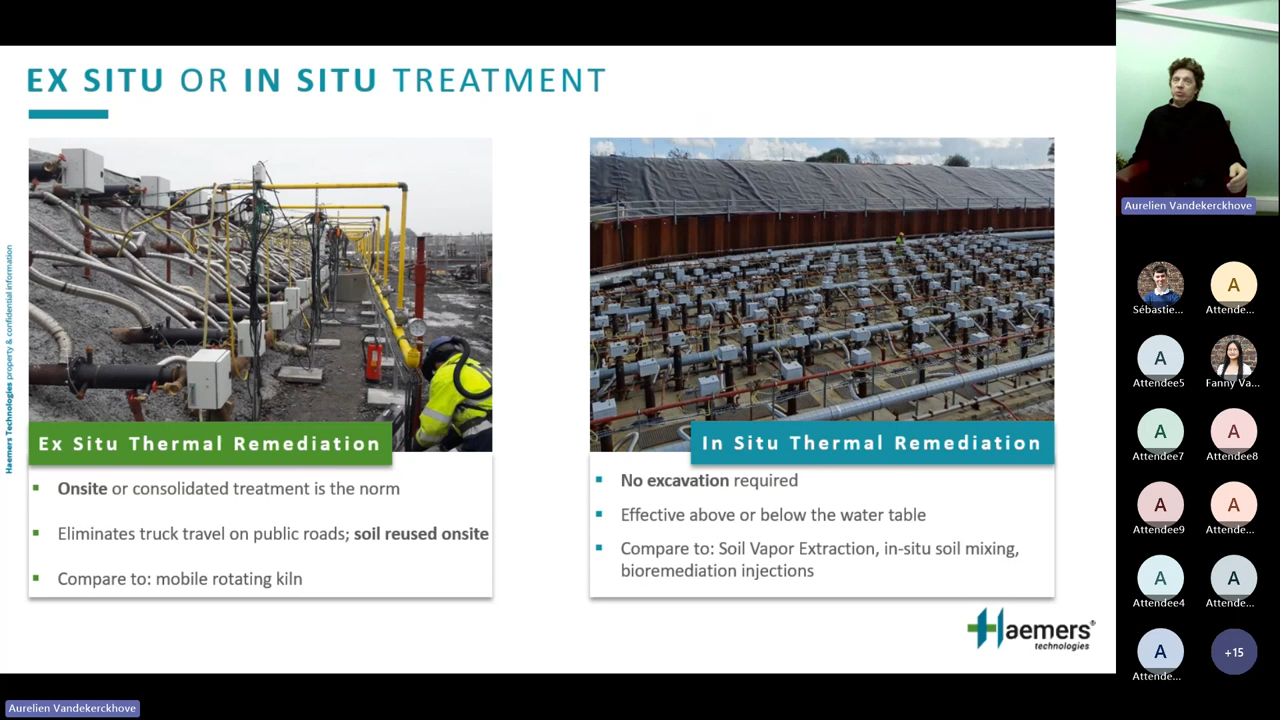 EX SITU OR IN SITU TREATMENT
Haemers Technologies property & confidential information
Ex Situ Thermal Remediation
Onsite or consolidated treatment is the norm
Eliminates truck travel on public roads; soil reused onsite
Compare to: mobile rotating kiln
In Situ Thermal Remediation
No excavation required
Effective above or below the water table
Compare to: Soil Vapor Extraction, in-situ soil mixing,
bioremediation injections
Haemers®
technologies
Aurelien Vandekerckhove
Sébastie...
A
Attende...
A
Attendee5
Fanny Va...
A
Attendee7
A
Attendee8
A
Attendee9
A
Attende...
A
Attendee4
A
Attende...
A
Attende...
+15
Aurelien Vandekerckhove